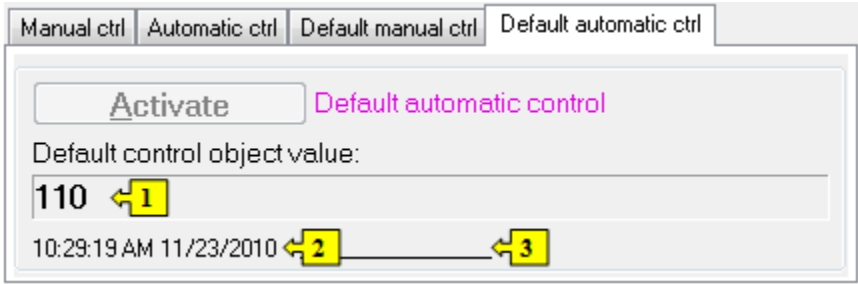 Manual ctrl Automatic ctrl Default manual ctrl Default automatic ctrl
Activate Default automatic control
Default control object value:
110 1
10:29:19 AM 11/23/2010 2 ____________ 3